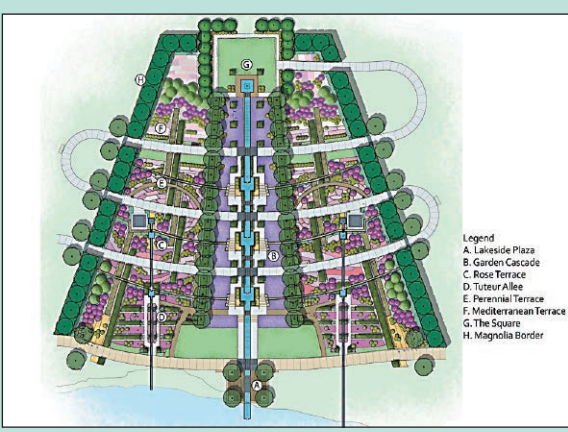 G
H
F
E
B
C
D
A
Legend
A. Lakeside Plaza
B. Garden Cascade
C. Rose Terrace
D. Tuteur Allee
E. Perennial Terrace
F. Mediterranean Terrace
G. The Square
H. Magnolia Border